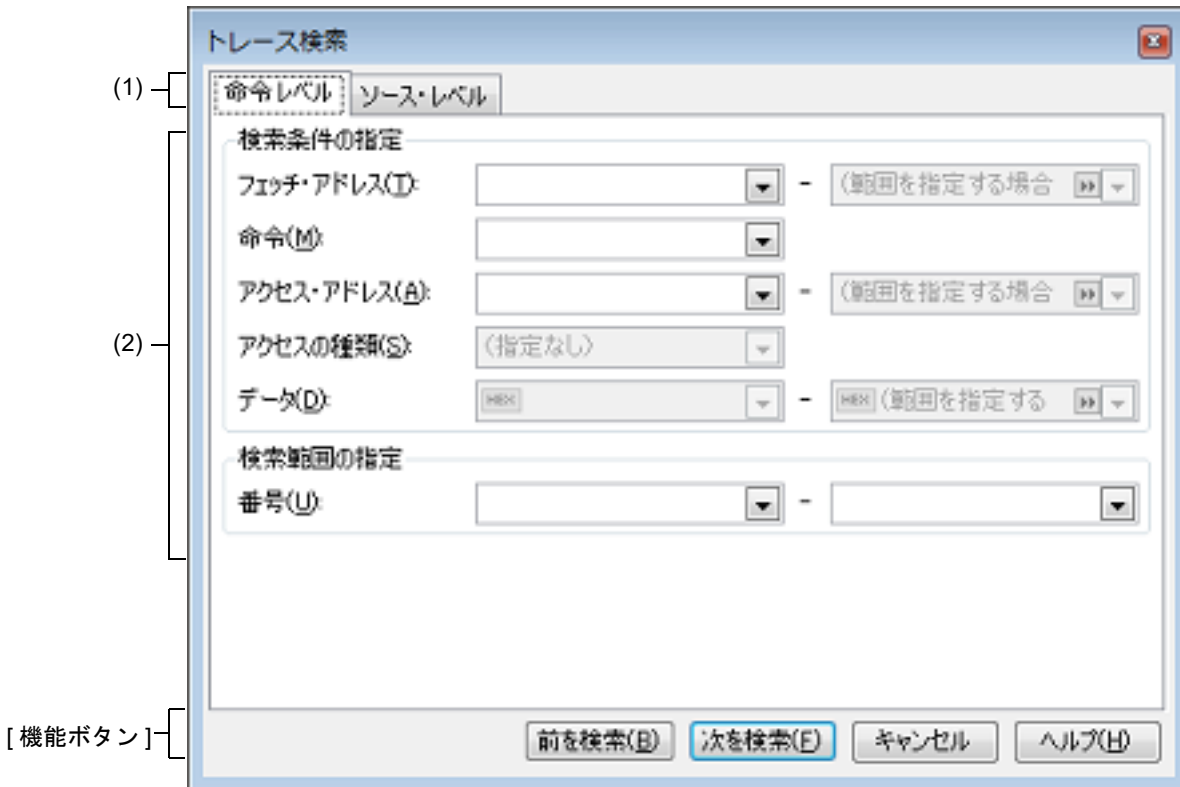 トレース検索
(1)
命令レベル ソース・レベル
(2)
検索条件の指定
フェッチ・アドレス(T): - (範囲を指定する場合
命令(M):
アクセス・アドレス(A): - (範囲を指定する場合
アクセスの種類(S): (指定なし)
データ(D): HEX - HEX (範囲を指定する
検索範囲の指定
番号(U): -
[ 機能ボタン ]
前を検索(B) 次を検索(F) キャンセル ヘルプ(H)